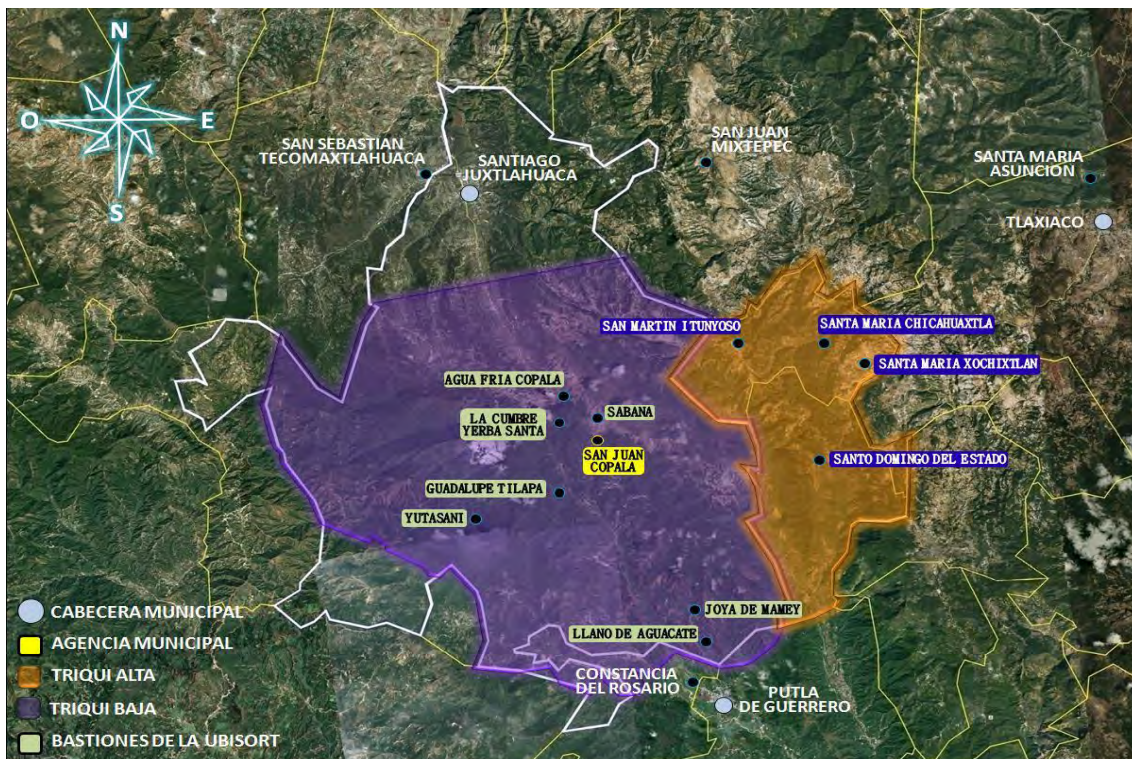 N
O
E
S
SAN SEBASTIAN
TECOMAXTLAHUACA
SANTIAGO
JUXTLAHUACA
SAN JUAN
MIXTEPEC
SANTA MARIA
ASUNCION
TLAXIACO
SAN MARTIN ITUNYOSO
SANTA MARIA CHICAHUAXTLA
SANTA MARIA XOCHIXTLAN
AGUA FRIA COPALA
LA CUMBRE
YERBA SANTA
SABANA
SAN JUAN
COPALA
SANTO DOMINGO DEL ESTADO
GUADALUPE TILAPA
YUTASANI
JOYA DE MAMEY
LLANO DE AGUACATE
CONSTANCIA
DEL ROSARIO
PUTLA
DE GUERRERO
CABECERA MUNICIPAL
AGENCIA MUNICIPAL
TRIQUI ALTA
TRIQUI BAJA
BASTIONES DE LA UBISORT